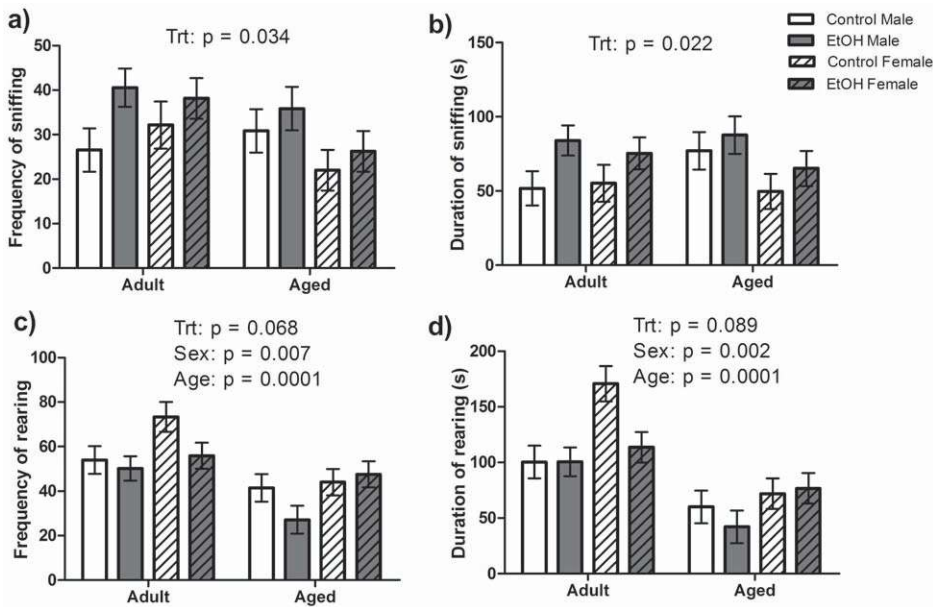 a)
Trt: p = 0.034
Frequency of sniffing
50
40
30
20
10
0
Adult
Aged
b)
Trt: p = 0.022
Duration of sniffing (s)
150
100
50
0
Adult
Aged
Control Male
EtOH Male
Control Female
EtOH Female
c)
Trt: p = 0.068
Sex: p = 0.007
Age: p = 0.0001
Frequency of rearing
100
80
60
40
20
0
Adult
Aged
d)
Trt: p = 0.089
Sex: p = 0.002
Age: p = 0.0001
Duration of rearing (s)
200
150
100
50
0
Adult
Aged